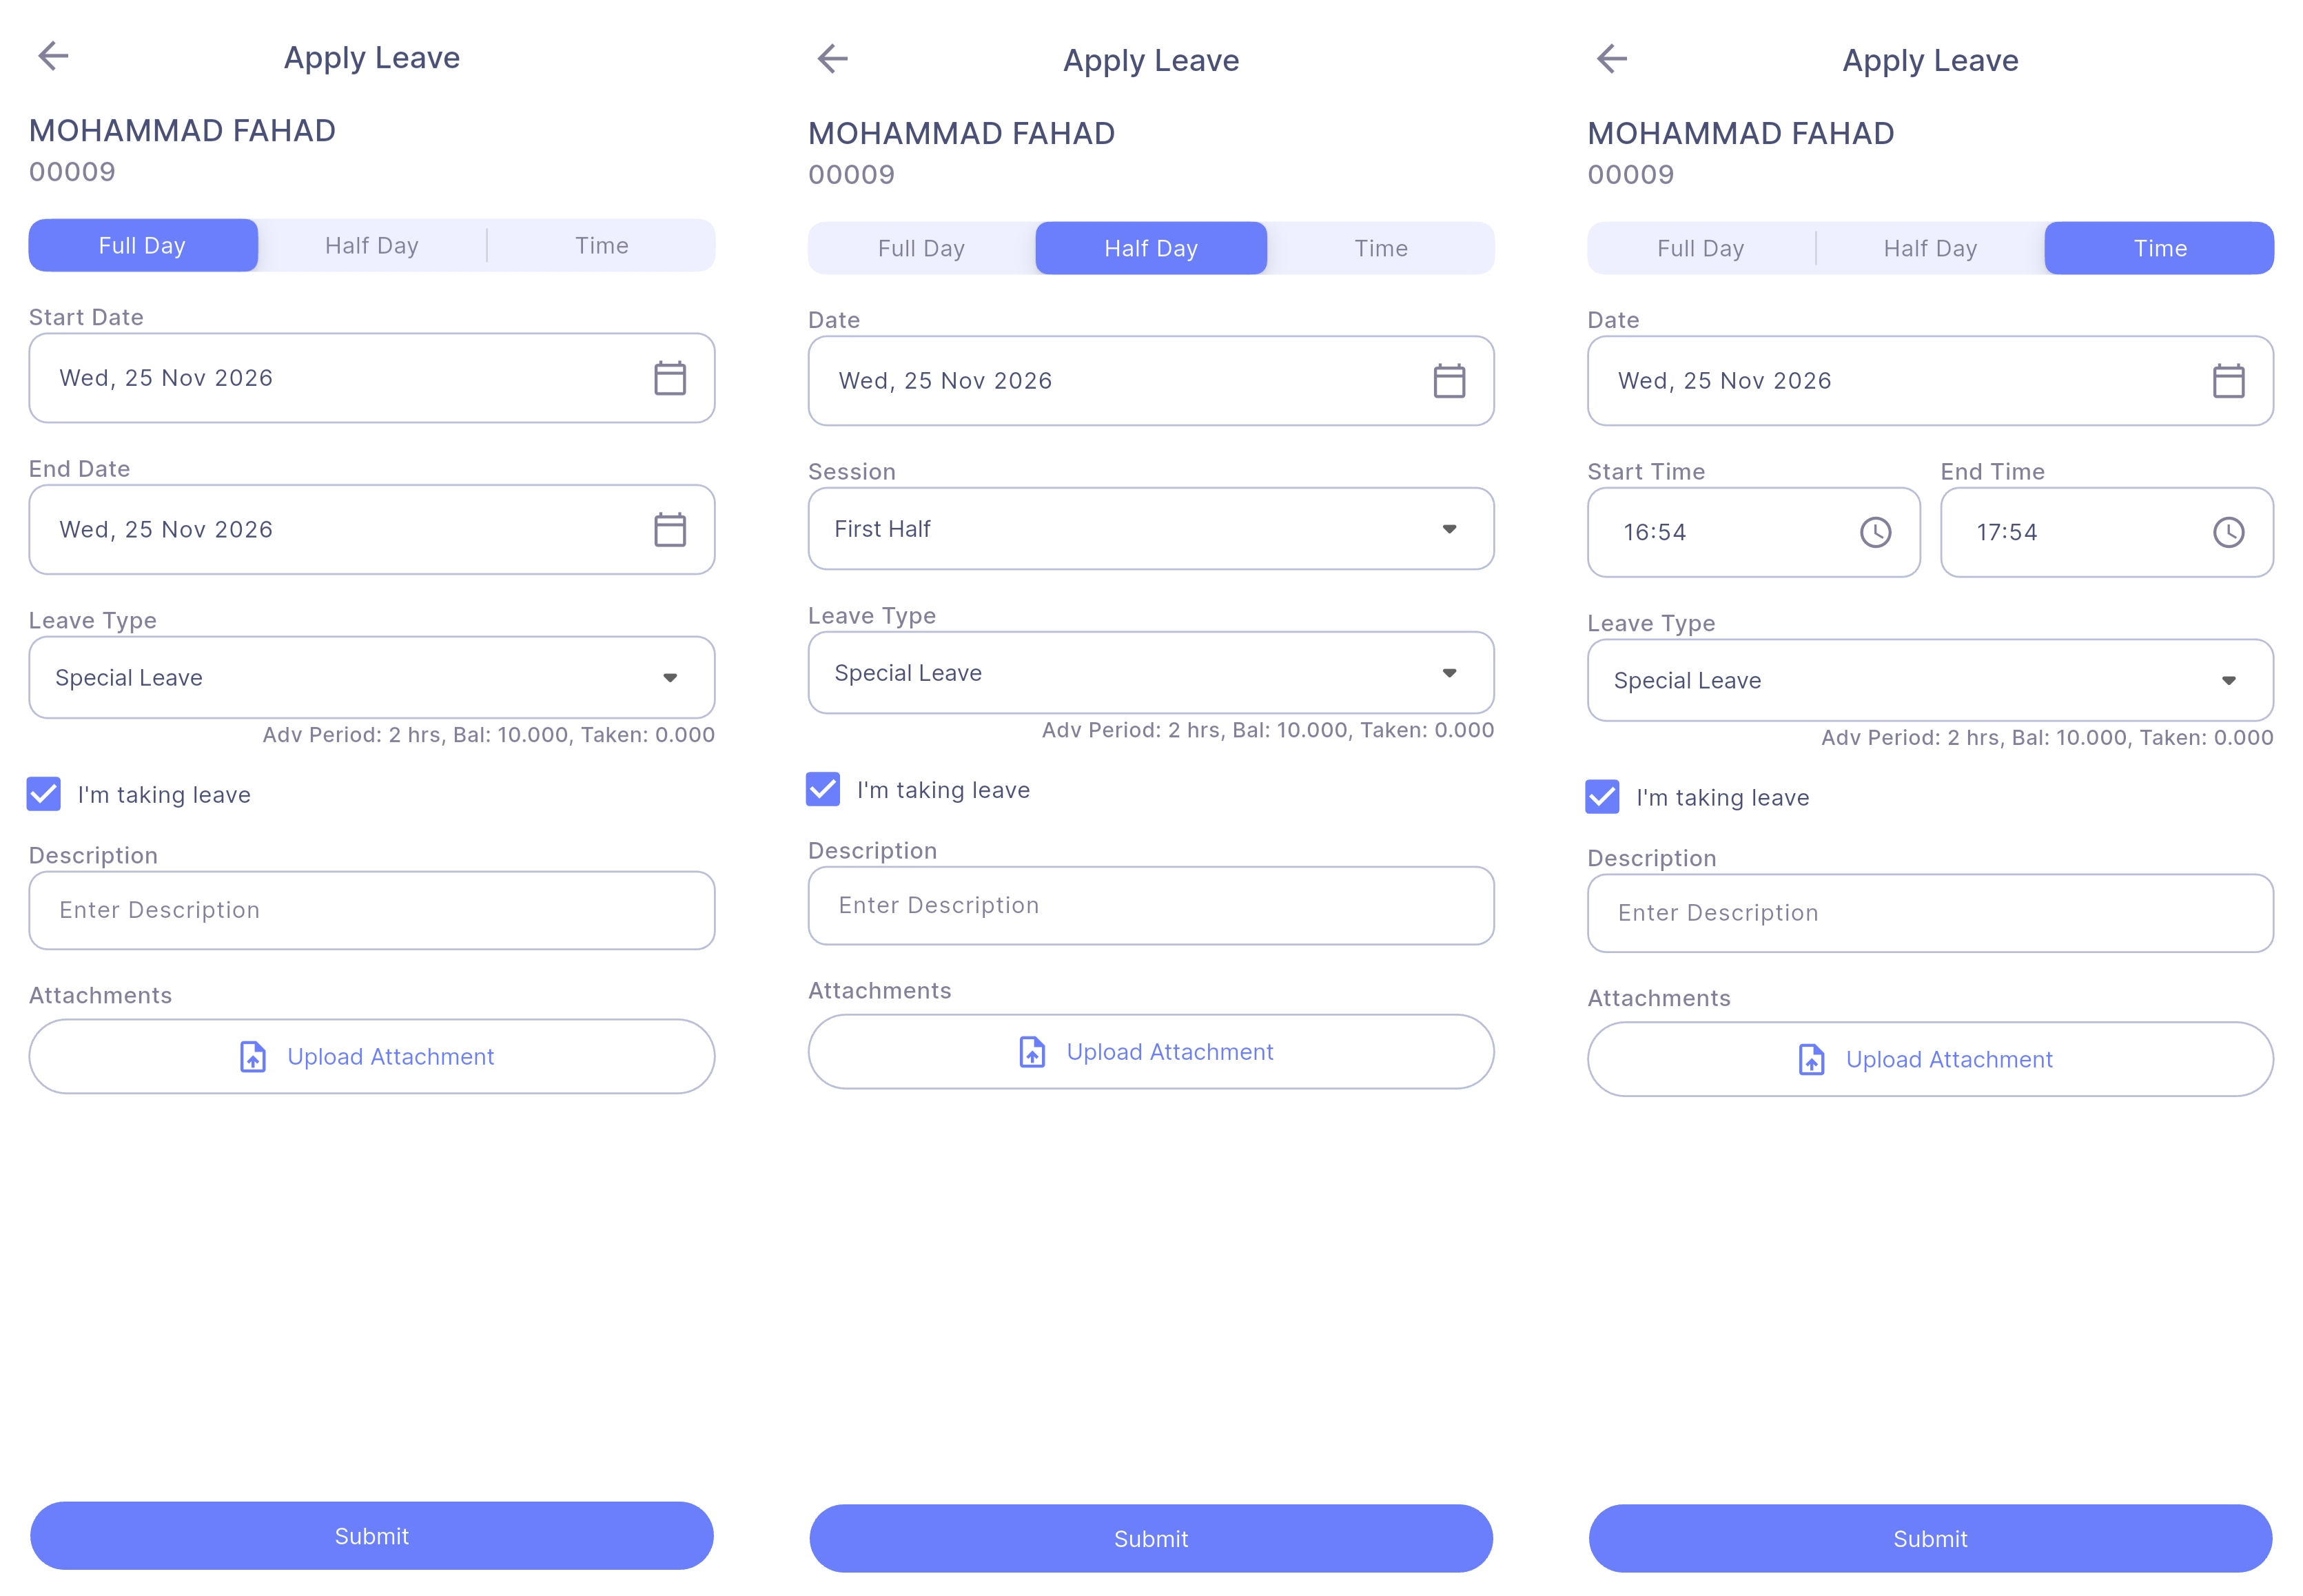 Apply Leave
MOHAMMAD FAHAD
00009
Full Day Half Day Time
Start Date
Wed, 25 Nov 2026
End Date
Wed, 25 Nov 2026
Leave Type
Special Leave
Adv Period: 2 hrs, Bal: 10.000, Taken: 0.000
I'm taking leave
Description
Enter Description
Attachments
Upload Attachment
Submit
Apply Leave
MOHAMMAD FAHAD
00009
Full Day Half Day Time
Date
Wed, 25 Nov 2026
Session
First Half
Leave Type
Special Leave
Adv Period: 2 hrs, Bal: 10.000, Taken: 0.000
I'm taking leave
Description
Enter Description
Attachments
Upload Attachment
Submit
Apply Leave
MOHAMMAD FAHAD
00009
Full Day Half Day Time
Date
Wed, 25 Nov 2026
Start Time End Time
16:54 17:54
Leave Type
Special Leave
Adv Period: 2 hrs, Bal: 10.000, Taken: 0.000
I'm taking leave
Description
Enter Description
Attachments
Upload Attachment
Submit